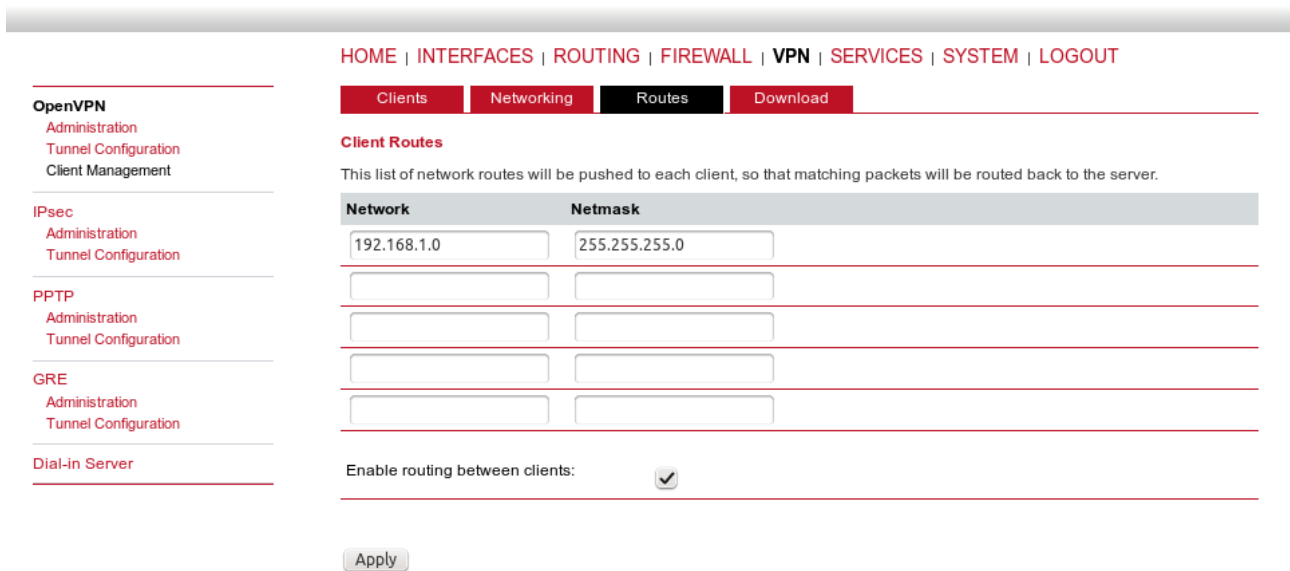 HOME | INTERFACES | ROUTING | FIREWALL | VPN | SERVICES | SYSTEM | LOGOUT
OpenVPN
Administration
Tunnel Configuration
Client Management
IPsec
Administration
Tunnel Configuration
PPTP
Administration
Tunnel Configuration
GRE
Administration
Tunnel Configuration
Dial-in Server
Clients Networking Routes Download
Client Routes
This list of network routes will be pushed to each client, so that matching packets will be routed back to the server.
Network Netmask
192.168.1.0 255.255.255.0
Enable routing between clients:
Apply